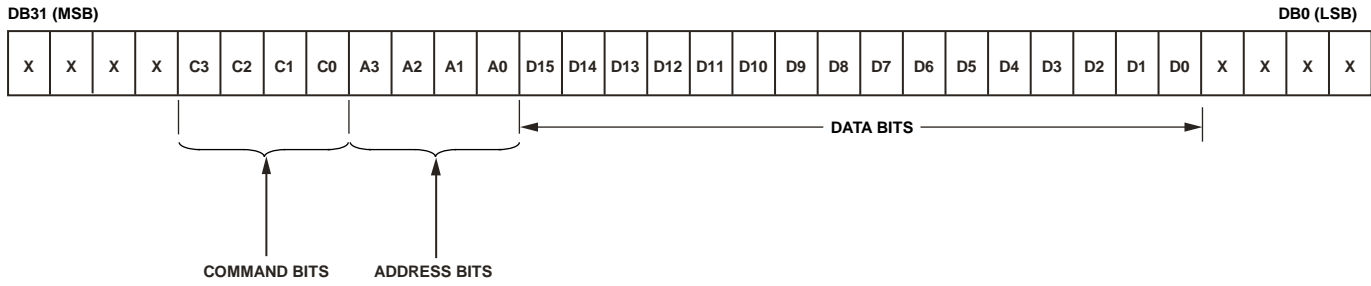 DB31 (MSB) DB0 (LSB)
X X X X C3 C2 C1 C0 A3 A2 A1 A0 D15 D14 D13 D12 D11 D10 D9 D8 D7 D6 D5 D4 D3 D2 D1 D0 X X X X
DATA BITS
COMMAND BITS ADDRESS BITS